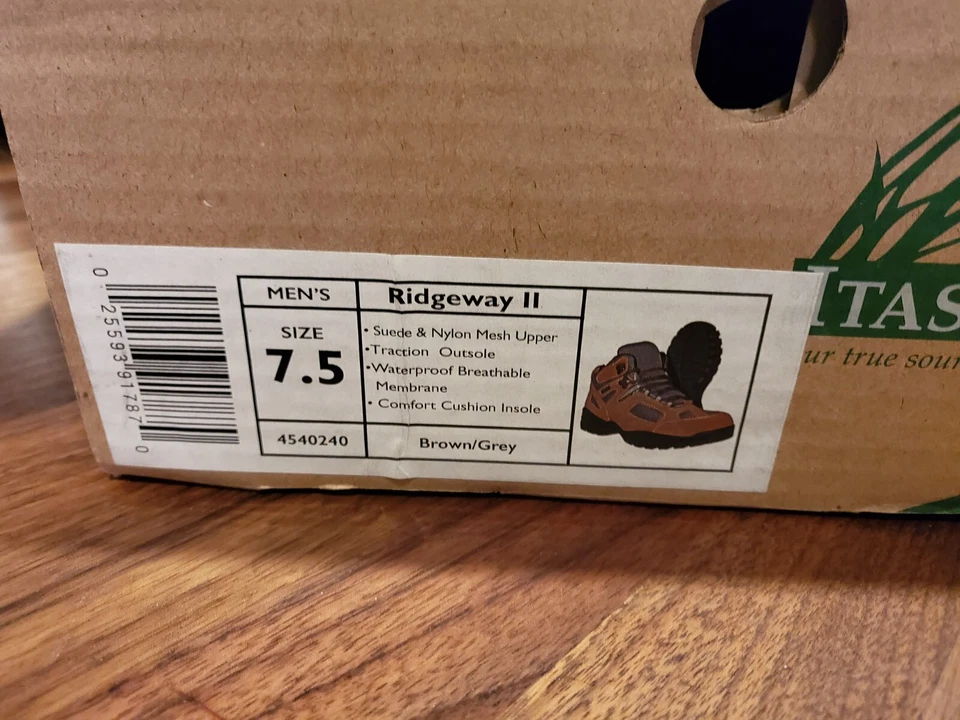 0 25593 91787 0
MEN'S
SIZE
7.5
4540240
Ridgeway II
• Suede & Nylon Mesh Upper
• Traction Outsole
• Waterproof Breathable
Membrane
• Comfort Cushion Insole
Brown/Grey
ITAS
ur true sour